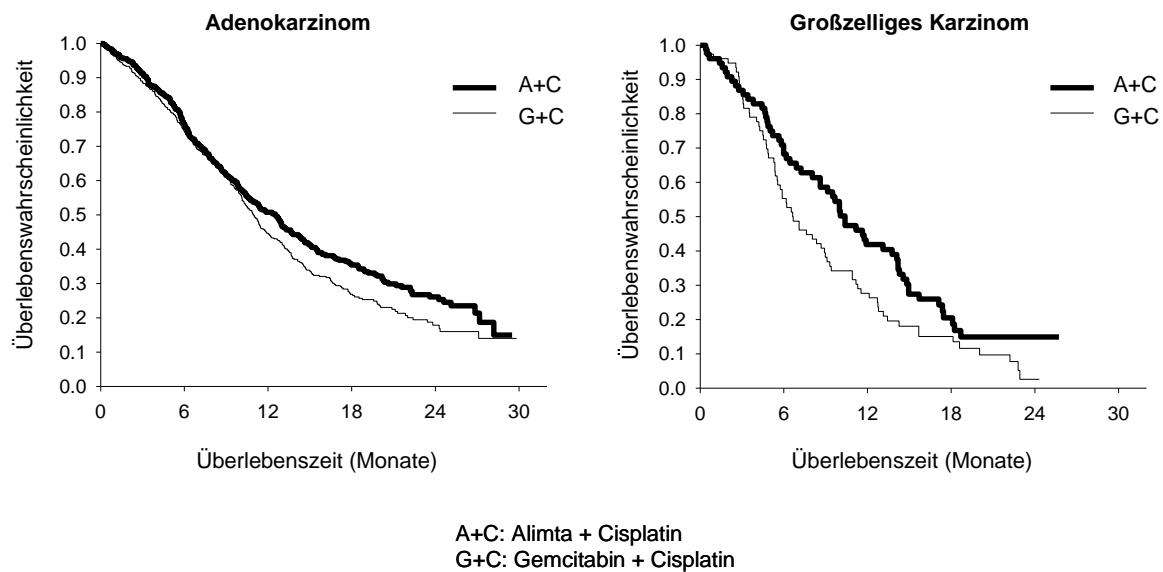 Adenokarzinom
Überlebenswahrscheinlichkeit
1.0
0.9
0.8
0.7
0.6
0.5
0.4
0.3
0.2
0.1
0.0
A+C
G+C
0 6 12 18 24 30
Überlebenszeit (Monate)
Großzelliges Karzinom
Überlebenswahrscheinlichkeit
1.0
0.9
0.8
0.7
0.6
0.5
0.4
0.3
0.2
0.1
0.0
A+C
G+C
0 6 12 18 24 30
Überlebenszeit (Monate)
A+C: Alimta + Cisplatin
G+C: Gemcitabin + Cisplatin